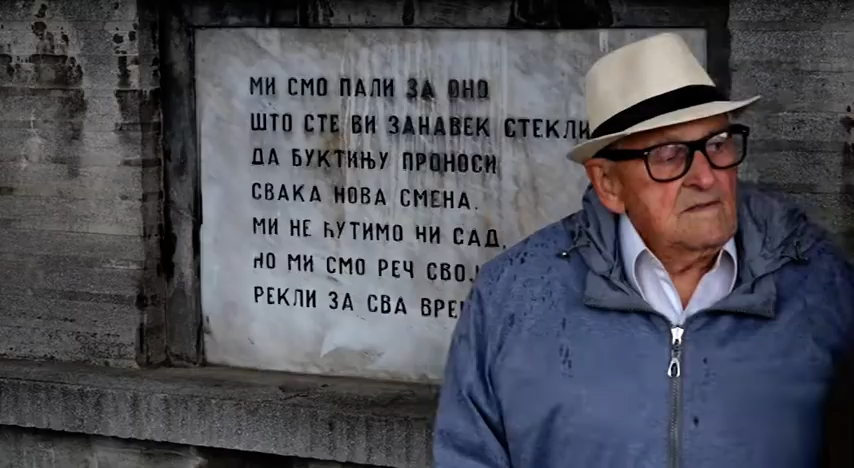 МИ СМО ПАЛИ ЗА ОНО
ШТО СТЕ ВИ ЗАНАВЕК СТЕКЛИ
ДА БУКТИЊУ ПРОНОСИ
СВАКА НОВА СМЕНА.
МИ НЕ ЋУТИМО НИ САД,
НО МИ СМО РЕЧ
РЕКЛИ ЗА СВА